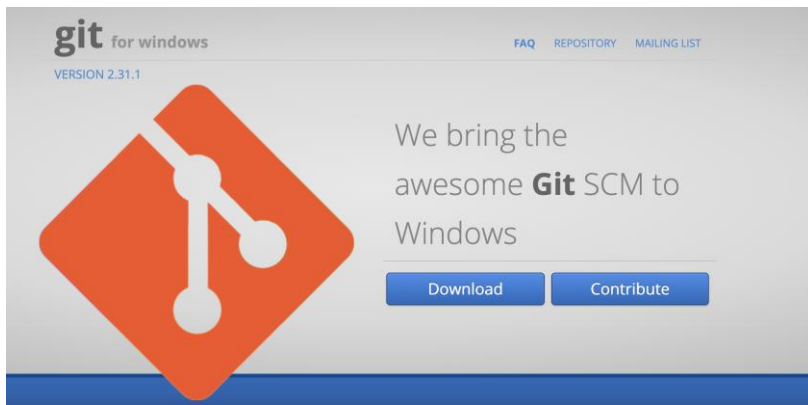 git for windows
FAQ REPOSITORY MAILING LIST
VERSION 2.31.1
We bring the
awesome Git SCM to
Windows
Download Contribute